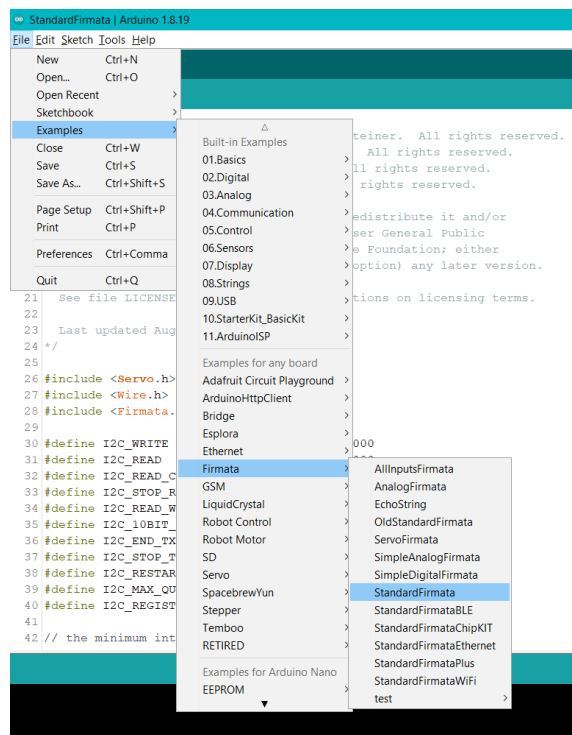 StandardFirmata | Arduino 1.8.19
File Edit Sketch Tools Help
New Ctrl+N
Open... Ctrl+O
Open Recent
Sketchbook
Examples
Close Ctrl+W
Save Ctrl+S
Save As... Ctrl+Shift+S
Page Setup Ctrl+Shift+P
Print Ctrl+P
Preferences Ctrl+Comma
Quit Ctrl+Q
Built-in Examples
01.Basics
02.Digital
03.Analog
04.Communication
05.Control
06.Sensors
07.Display
08.Strings
09.USB
10.StarterKit_BasicKit
11.ArduinoISP
Examples for any board
Adafruit Circuit Playground
ArduinoHttpClient
Bridge
Esplora
Ethernet
Firmata
GSM
LiquidCrystal
Robot Control
Robot Motor
SD
Servo
SpacebrewYun
Stepper
Temboo
RETIRED
Examples for Arduino Nano
EEPROM
AllInputsFirmata
AnalogFirmata
EchoString
OldStandardFirmata
ServoFirmata
SimpleAnalogFirmata
SimpleDigitalFirmata
StandardFirmata
StandardFirmataBLE
StandardFirmataChipKIT
StandardFirmataEthernet
StandardFirmataPlus
StandardFirmataWiFi
test
teiner. All rights reserved.
All rights reserved.
ll rights reserved.
rights reserved.
edistribute it and/or
ser General Public
e Foundation; either
option) any later version.
21 See file LICENSE tions on licensing terms.
22
23 Last updated Aug
24 */
25
26 #include <Servo.h>
27 #include <Wire.h>
28 #include <Firmata.
29
30 #define I2C_WRITE 000
31 #define I2C_READ
32 #define I2C_READ_C
33 #define I2C_STOP_R
34 #define I2C_READ_W
35 #define I2C_10BIT_
36 #define I2C_END_TX
37 #define I2C_STOP_T
38 #define I2C_RESTAR
39 #define I2C_MAX_QU
40 #define I2C_REGIST
41
42 // the minimum int